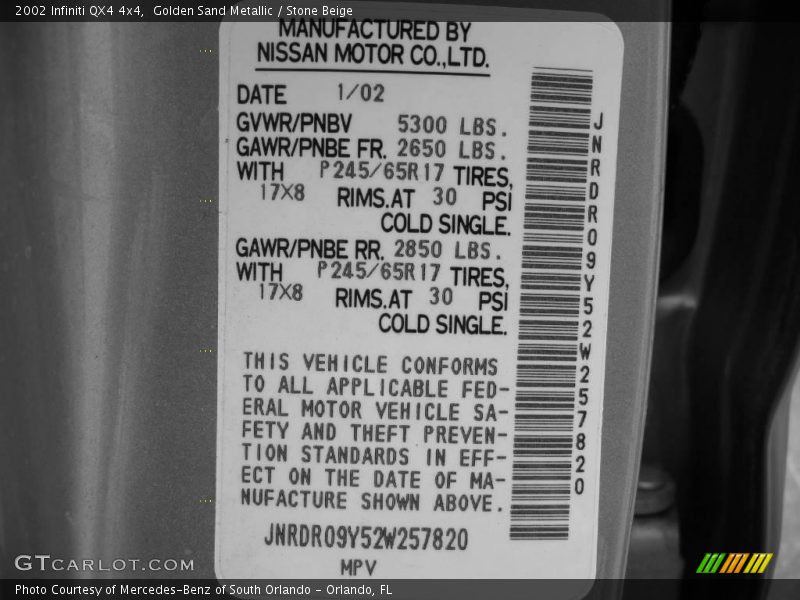 2002 Infiniti QX4 4x4,  Golden Sand Metallic / Stone Beige
MANUFACTURED BY
NISSAN MOTOR CO.,LTD.
DATE 1/02
GVWR/PNBV 5300 LBS.
GAWR/PNBE FR. 2650 LBS.
WITH P245/65R17 TIRES,
17X8 RIMS.AT 30 PSI
COLD SINGLE.
GAWR/PNBE RR. 2850 LBS.
WITH P245/65R17 TIRES,
17X8 RIMS.AT 30 PSI
COLD SINGLE.
THIS VEHICLE CONFORMS
TO ALL APPLICABLE FED-
ERAL MOTOR VEHICLE SA-
FETY AND THEFT PREVEN-
TION STANDARDS IN EFF-
ECT ON THE DATE OF MA-
NUFACTURE SHOWN ABOVE.
JNRDR09Y52W257820
MPV
JNRDR09Y52W257820
GTcarlot.com
Photo Courtesy of Mercedes-Benz of South Orlando - Orlando, FL